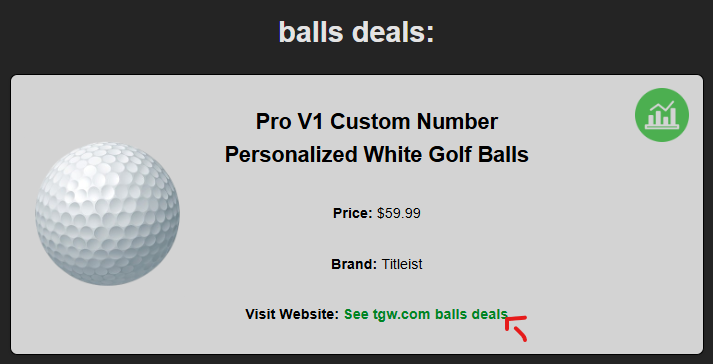 balls deals:
Pro V1 Custom Number
Personalized White Golf Balls
Price: $59.99
Brand: Titleist
Visit Website: See tgw.com balls deals